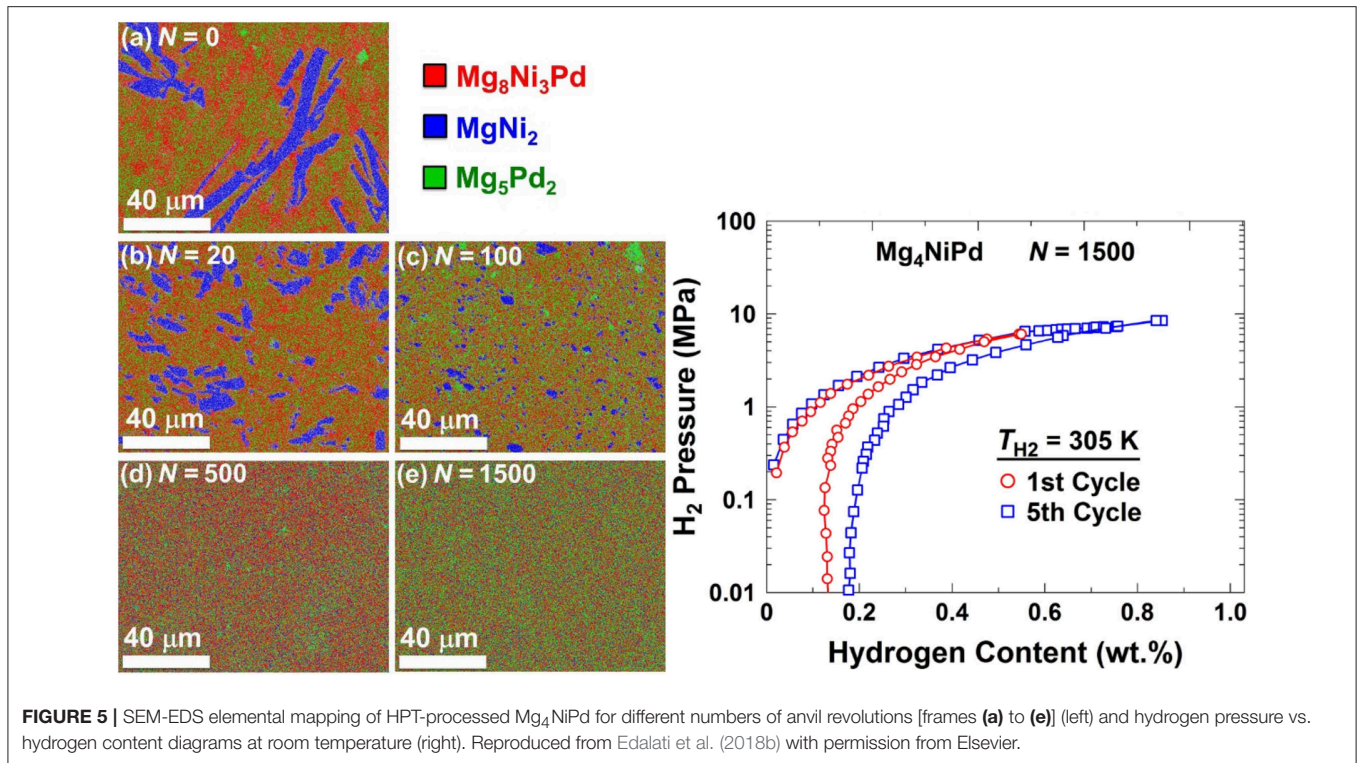 (a) N = 0
40 µm
Mg₈Ni₃Pd
MgNi₂
Mg₅Pd₂
(b) N = 20
40 µm
(c) N = 100
40 µm
(d) N = 500
40 µm
(e) N = 1500
40 µm
H₂ Pressure (MPa)
100
10
1
0.1
0.01
Mg₄NiPd N = 1500
T_H2 = 305 K
1st Cycle
5th Cycle
0 0.2 0.4 0.6 0.8 1.0
Hydrogen Content (wt.%)
FIGURE 5 | SEM-EDS elemental mapping of HPT-processed Mg₄NiPd for different numbers of anvil revolutions [frames (a) to (e)] (left) and hydrogen pressure vs.
hydrogen content diagrams at room temperature (right). Reproduced from Edalati et al. (2018b) with permission from Elsevier.